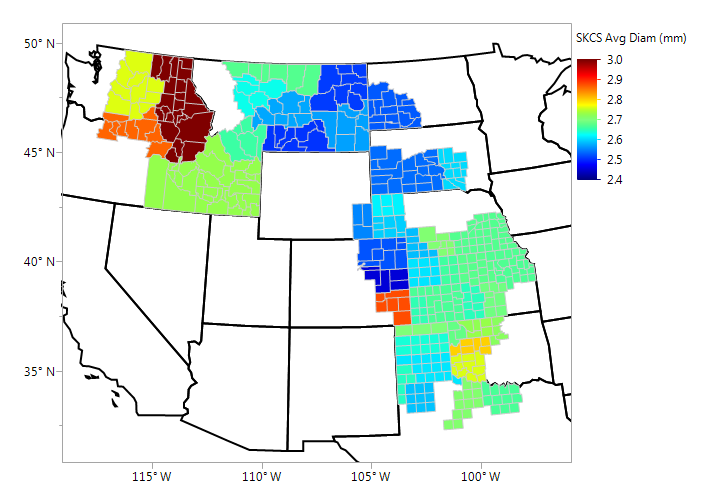 SKCS Avg Diam (mm)
50° N
3.0
2.9
2.8
2.7
2.6
2.5
2.4
45° N
40° N
35° N
115° W
110° W
105° W
100° W